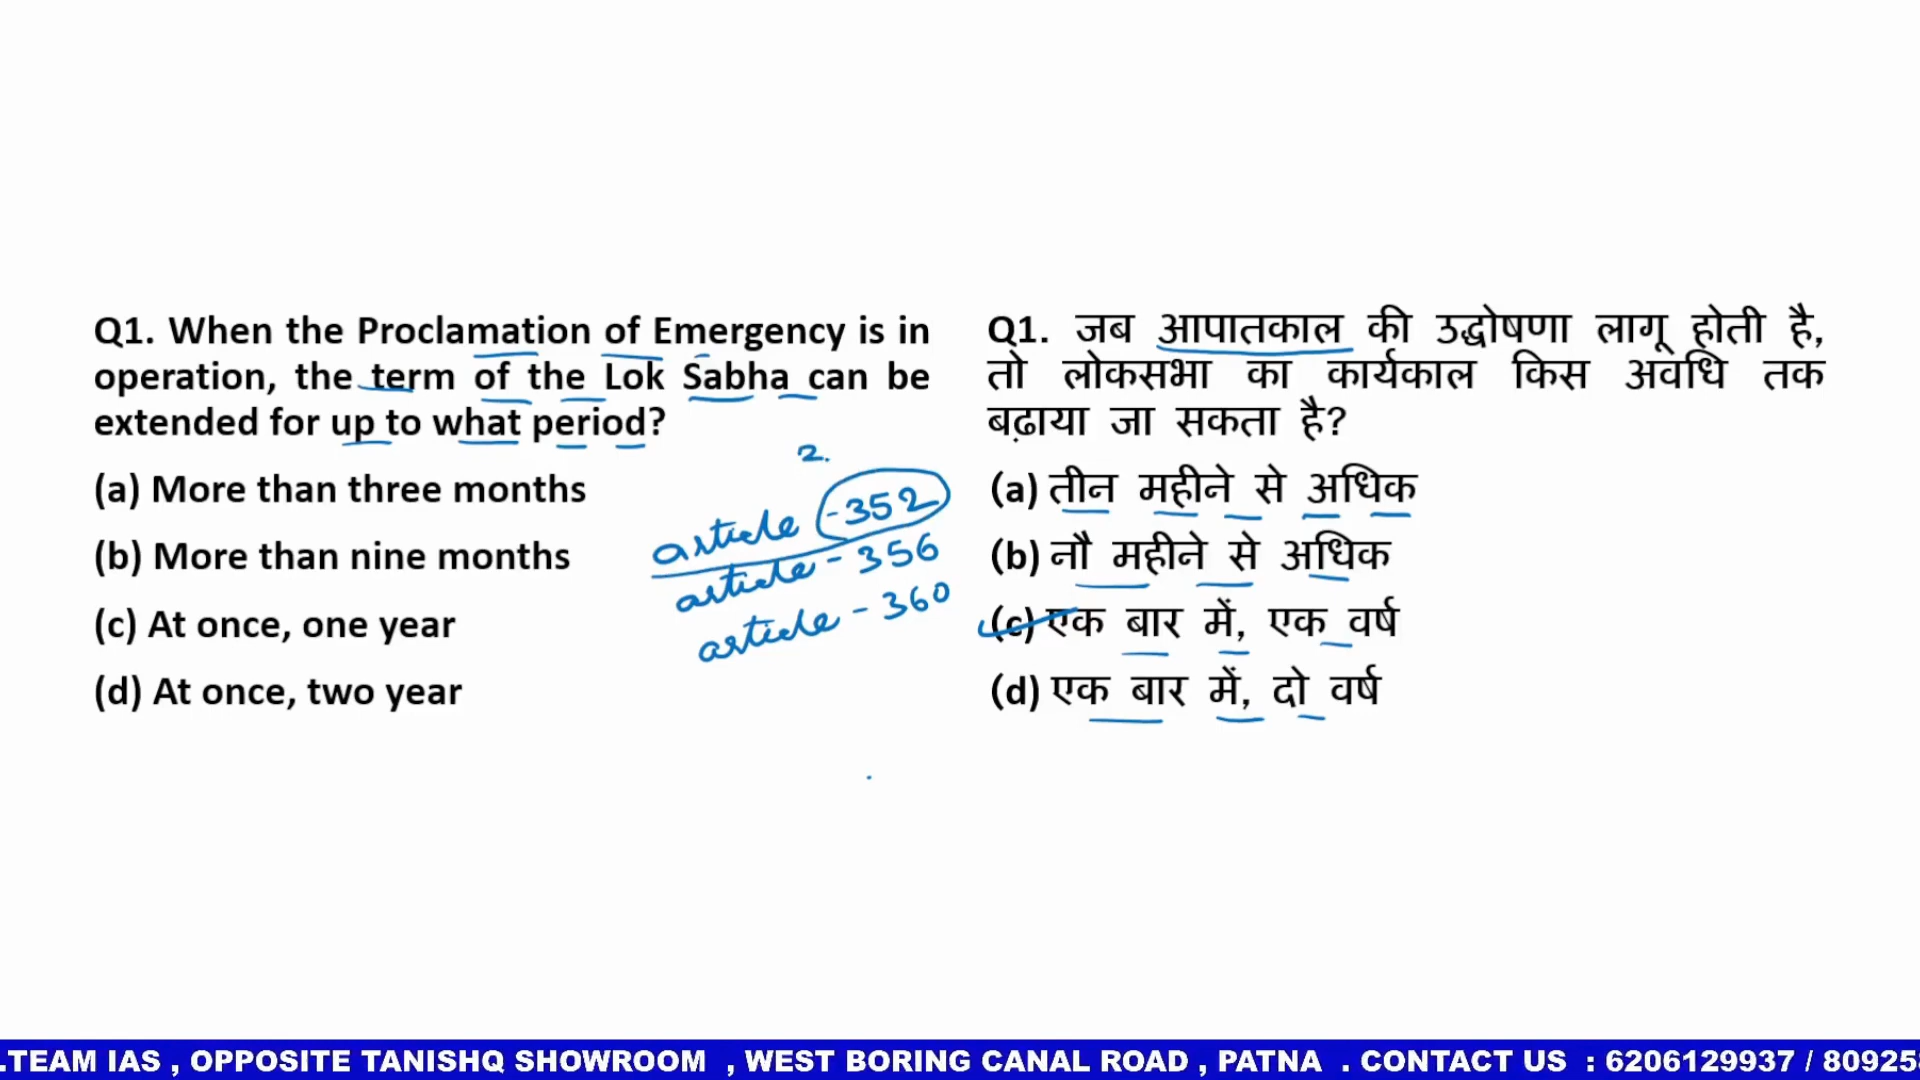 Q1. When the Proclamation of Emergency is in
operation, the term of the Lok Sabha can be
extended for up to what period?
(a) More than three months
(b) More than nine months
(c) At once, one year
(d) At once, two year
2.
article -352
article - 356
article - 360
Q1. जब आपातकाल की उद्घोषणा लागू होती है,
तो लोकसभा का कार्यकाल किस अवधि तक
बढ़ाया जा सकता है?
(a) तीन महीने से अधिक
(b) नौ महीने से अधिक
(c) एक बार में, एक वर्ष
(d) एक बार में, दो वर्ष
.TEAM IAS , OPPOSITE TANISHQ SHOWROOM , WEST BORING CANAL ROAD , PATNA . CONTACT US : 6206129937 / 80925